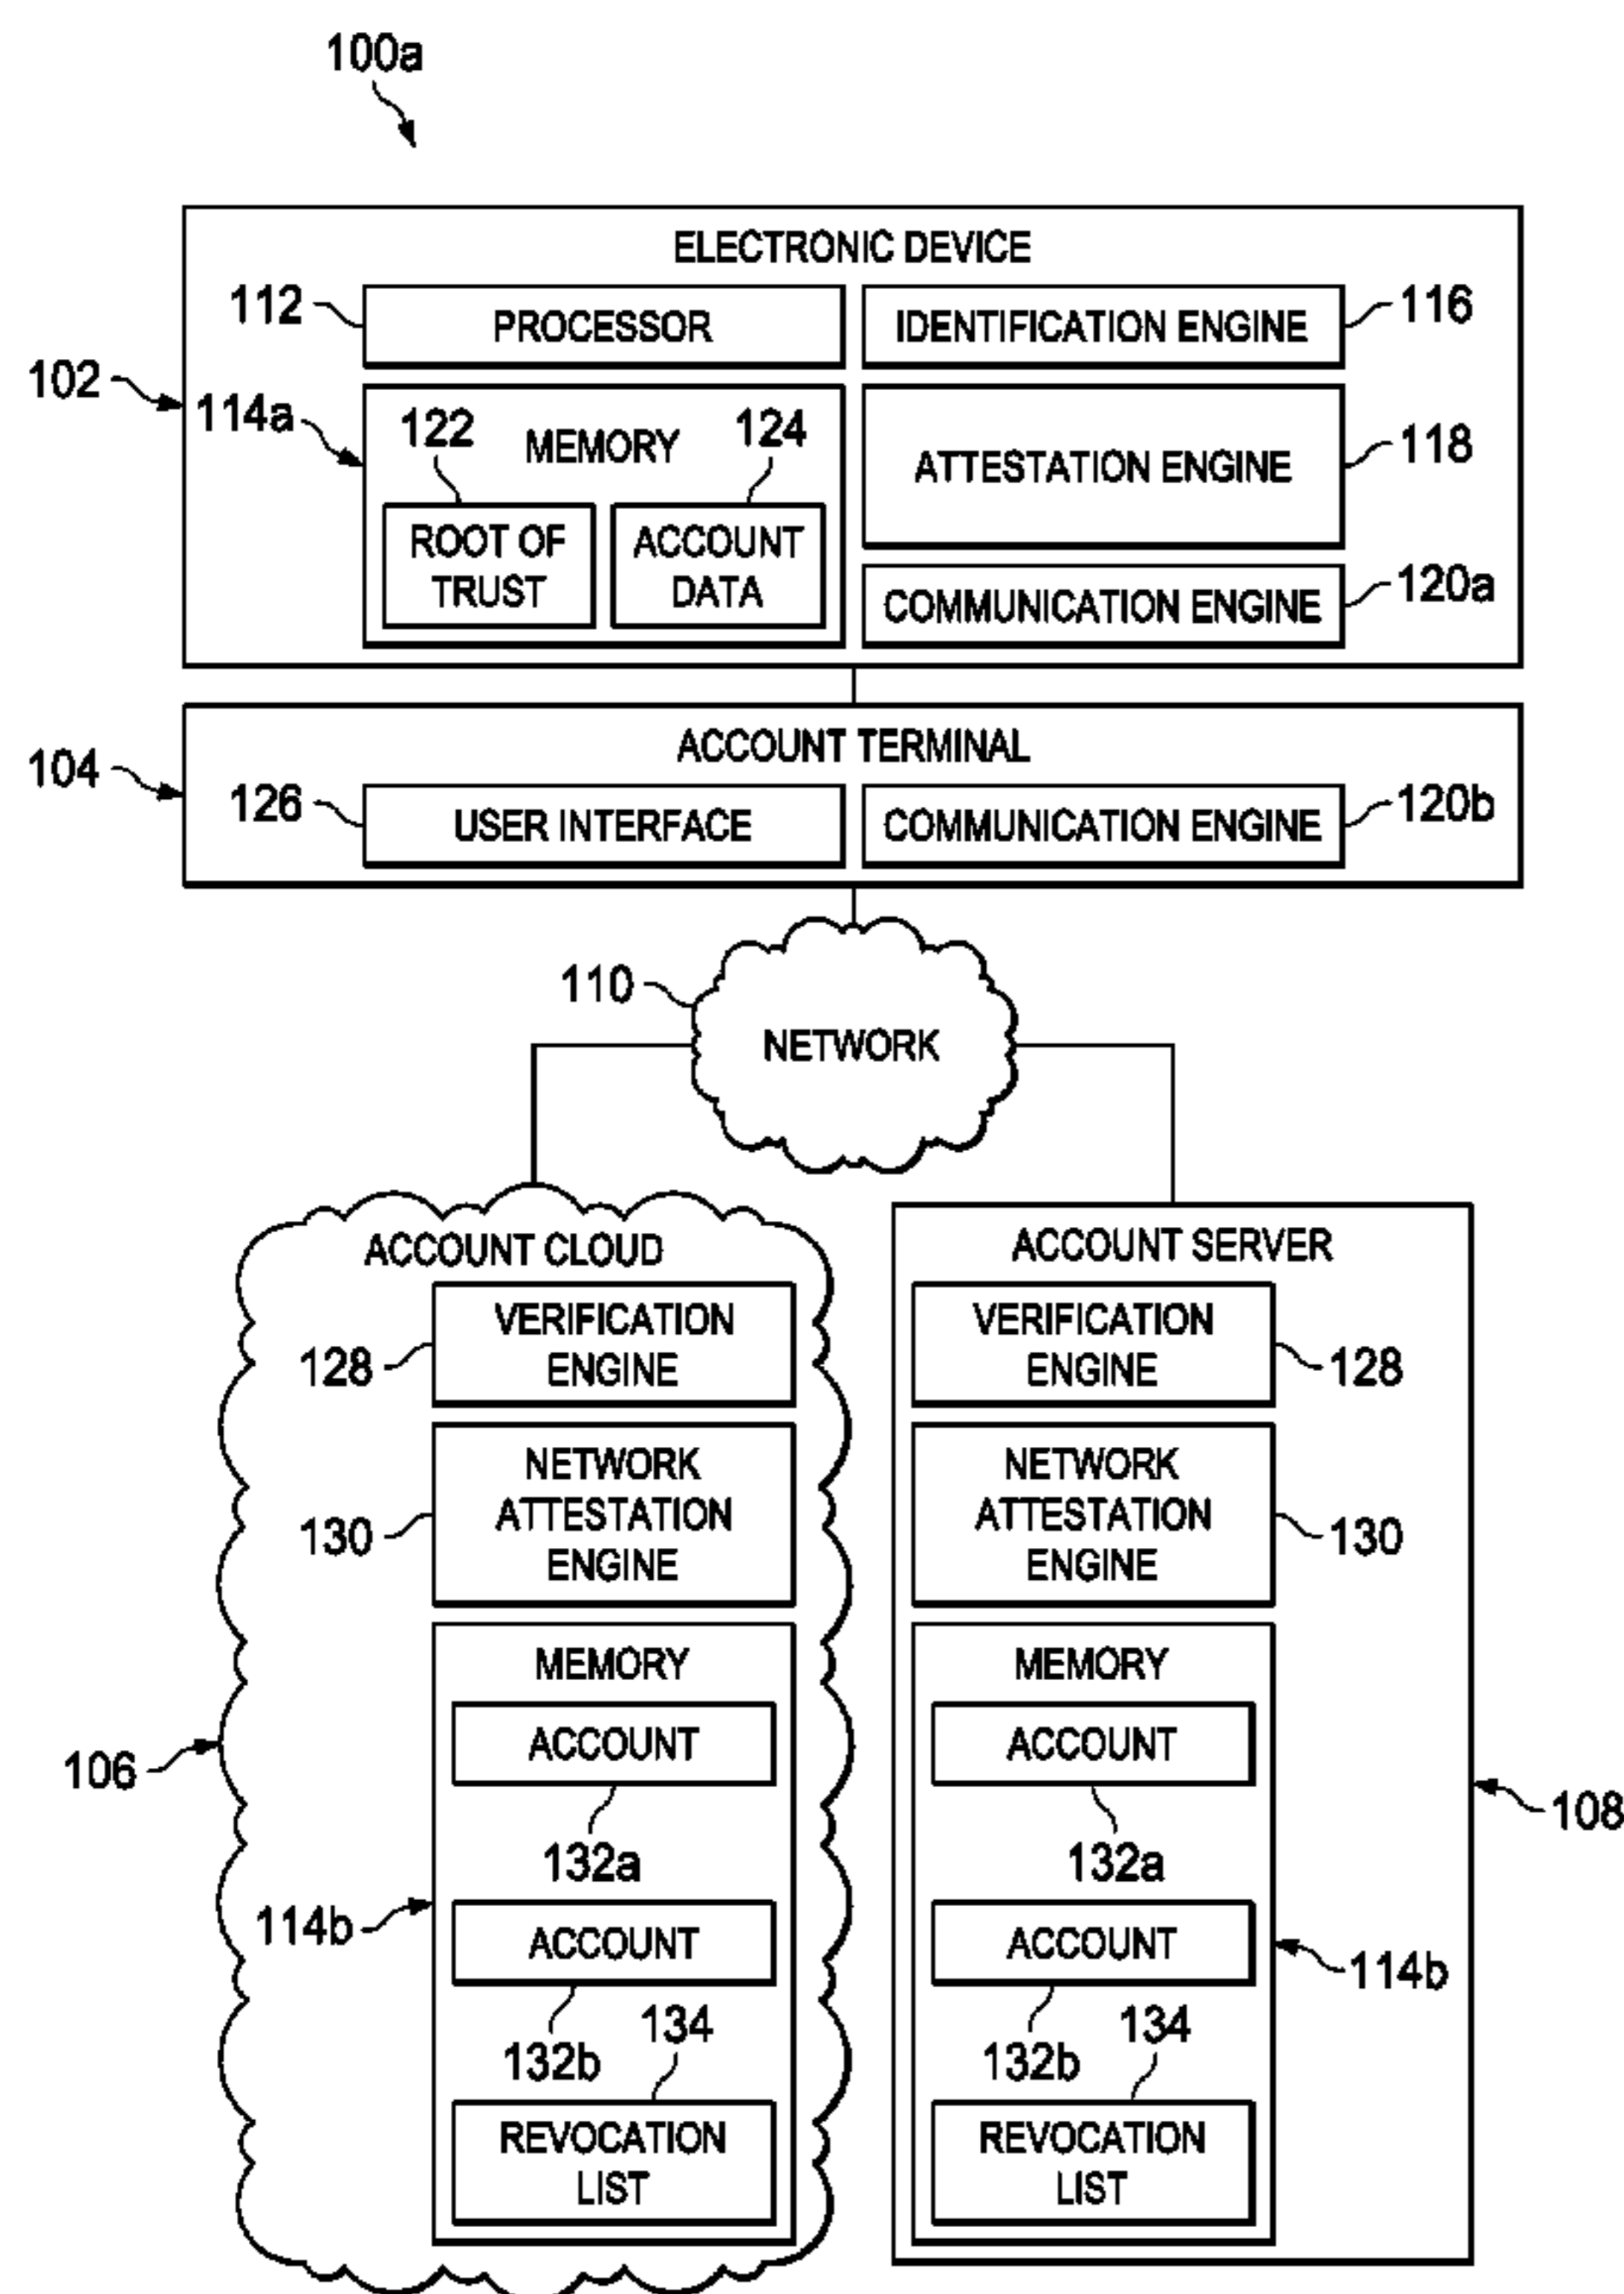 100a
ELECTRONIC DEVICE
112
PROCESSOR
IDENTIFICATION ENGINE
116
102
114a
122
MEMORY
124
ATTESTATION ENGINE
118
ROOT OF
TRUST
ACCOUNT
DATA
COMMUNICATION ENGINE
120a
ACCOUNT TERMINAL
104
126
USER INTERFACE
COMMUNICATION ENGINE
120b
110
NETWORK
ACCOUNT CLOUD
VERIFICATION
ENGINE
128
NETWORK
ATTESTATION
ENGINE
130
MEMORY
ACCOUNT
106
132a
114b
ACCOUNT
132b
134
REVOCATION
LIST
ACCOUNT SERVER
VERIFICATION
ENGINE
128
NETWORK
ATTESTATION
ENGINE
130
MEMORY
ACCOUNT
108
132a
ACCOUNT
114b
132b
134
REVOCATION
LIST